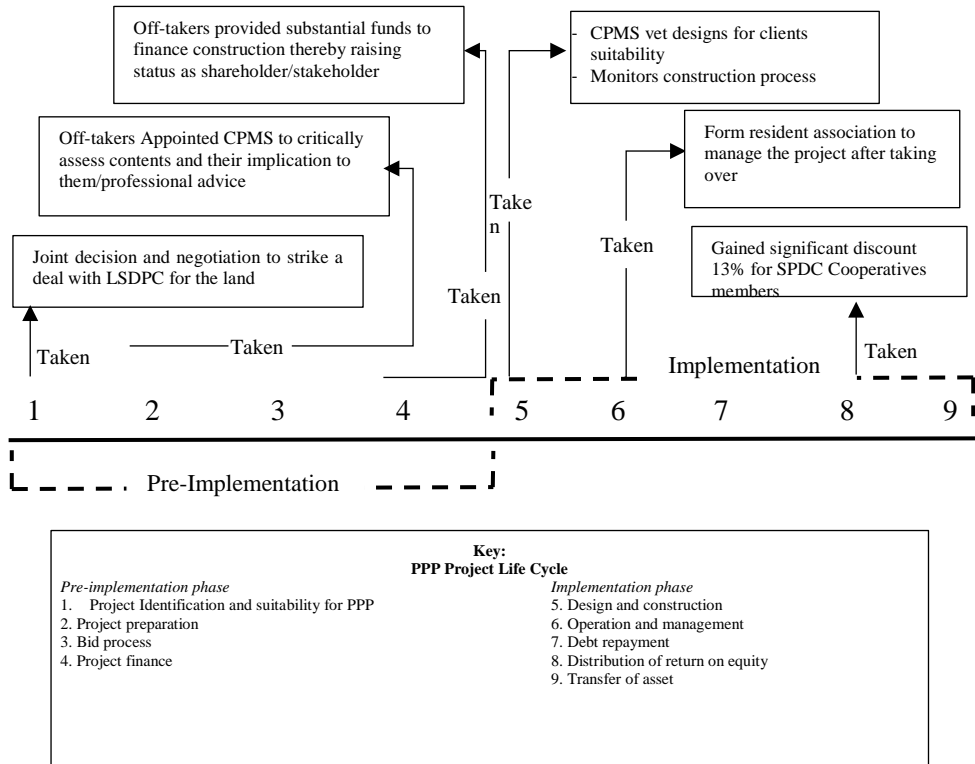 Off-takers provided substantial funds to
finance construction thereby raising
status as shareholder/stakeholder
- CPMS vet designs for clients
suitability
- Monitors construction process
Off-takers Appointed CPMS to critically
assess contents and their implication to
them/professional advice
Form resident association to
manage the project after taking
over
Joint decision and negotiation to strike a
deal with LSDPC for the land
Gained significant discount
13% for SPDC Cooperatives
members
Taken
Taken
Take
n
Taken
Taken
Taken
Implementation
1 2 3 4 5 6 7 8 9
Pre-Implementation
Key:
PPP Project Life Cycle
Pre-implementation phase
1. Project Identification and suitability for PPP
2. Project preparation
3. Bid process
4. Project finance
Implementation phase
5. Design and construction
6. Operation and management
7. Debt repayment
8. Distribution of return on equity
9. Transfer of asset